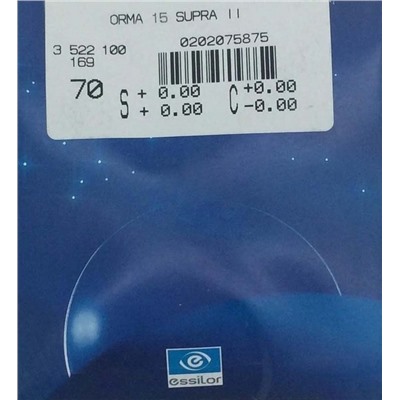 ORMA 15 SUPRA II
3 522 100 0202075875
169
70 S + 0.00 C +0.00
+ 0.00 -0.00
essilor